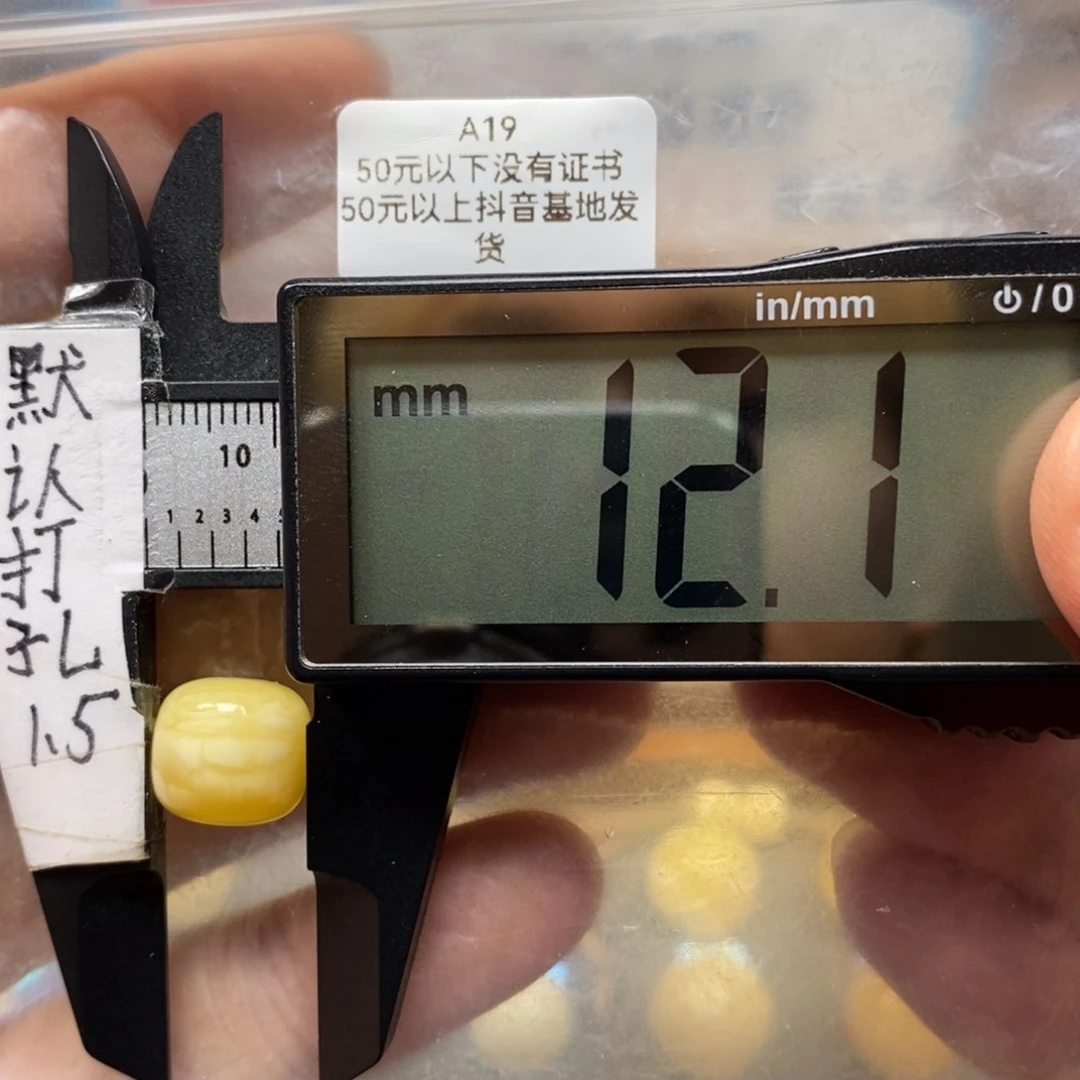 A19
50元以下没有证书
50元以上抖音基地发
货
in/mm
/0
mm
12.1
10
1 2 3 4
默
认
打
孔
1.5